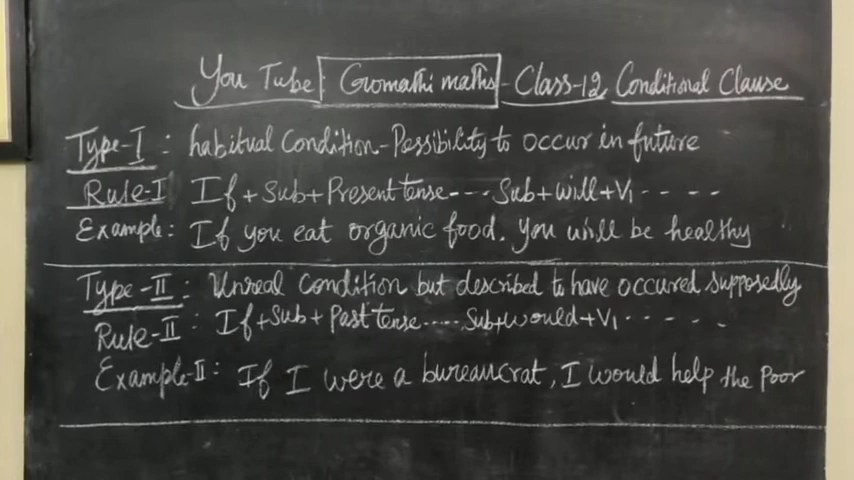 You Tube: Gomathi maths - Class-12 Conditional Clause
Type-I : habitual Condition - Possibility to occur in future
Rule-I If + Sub + Present tense---- Sub + will + V1 - - - - -
Example: If you eat organic food. you will be healthy
Type-II : Unreal Condition but described to have occured supposedly
Rule-II : If + Sub + Past tense..... Sub + would + V1 - - - - -
Example-II: If I were a bureaucrat, I would help the Poor